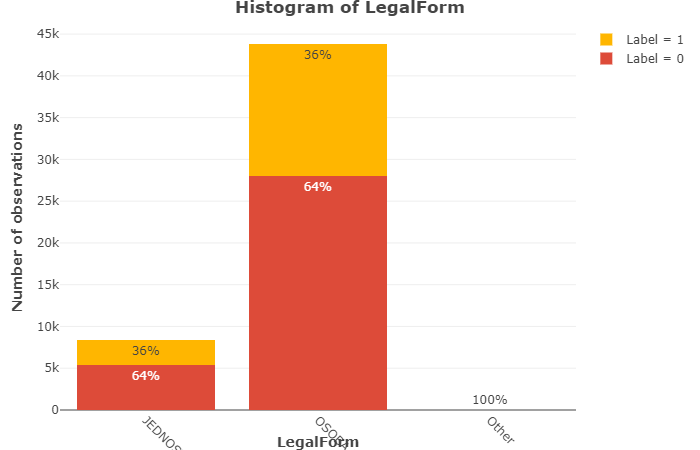 Histogram of LegalForm
Label = 1
Label = 0
Number of observations
45k
40k
35k
30k
25k
20k
15k
10k
5k
0
36%
64%
36%
64%
100%
JEDNOS
OSOBA
Other
LegalForm